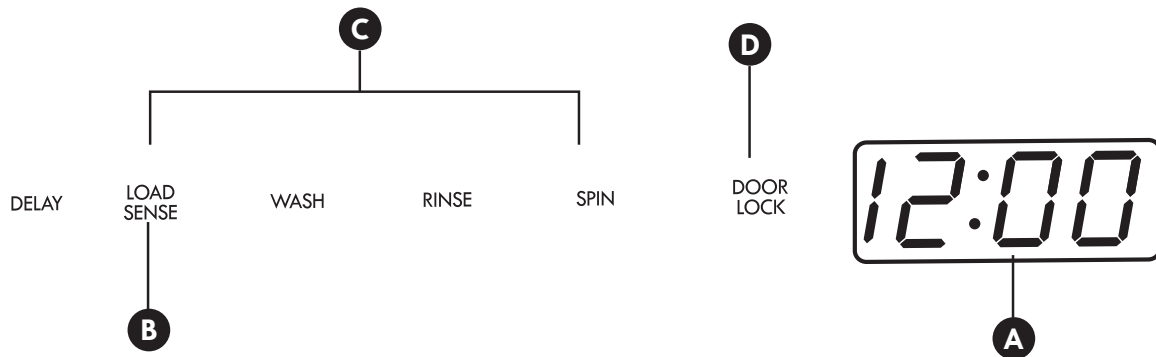 C
D
DELAY
LOAD
SENSE
WASH
RINSE
SPIN
DOOR
LOCK
12:00
B
A